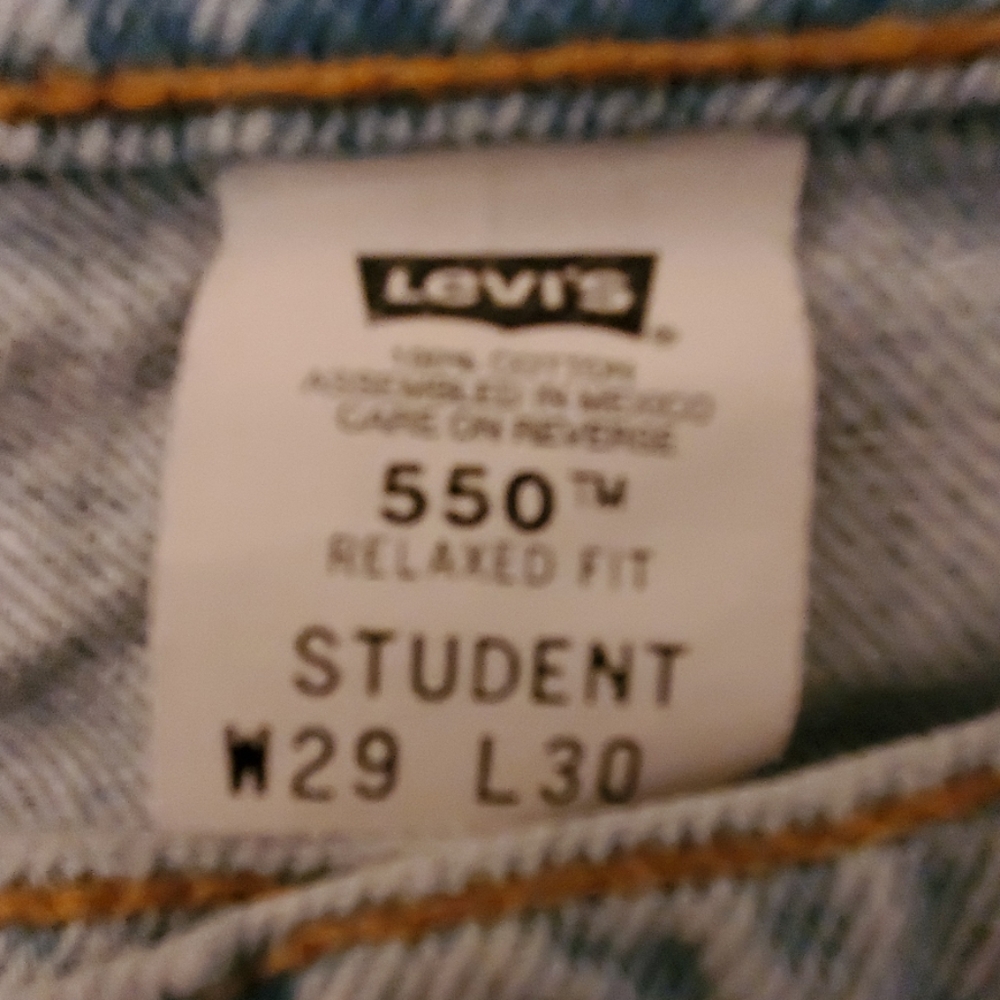 LEVI'S®
100% COTTON
ASSEMBLED IN MEXICO
CARE ON REVERSE
550™
RELAXED FIT
STUDENT
W29 L30